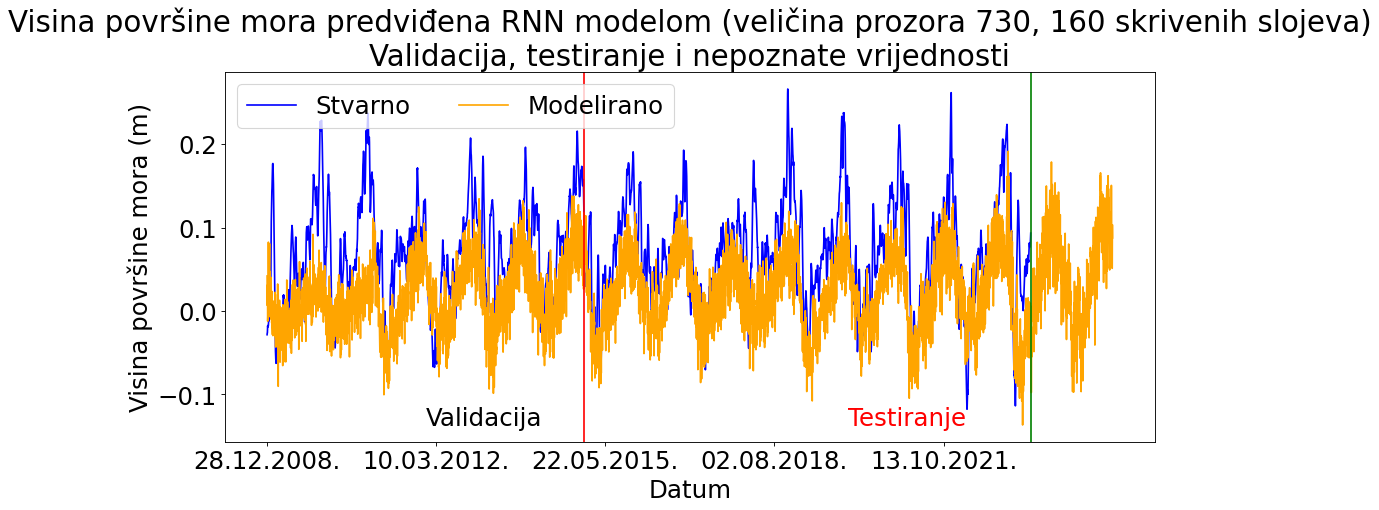 Visina površine mora predviđena RNN modelom (veličina prozora 730, 160 skrivenih slojeva)
Validacija, testiranje i nepoznate vrijednosti
Stvarno
Modelirano
Visina površine mora (m)
0.2
0.1
0.0
−0.1
Validacija
Testiranje
28.12.2008.
10.03.2012.
22.05.2015.
02.08.2018.
13.10.2021.
Datum